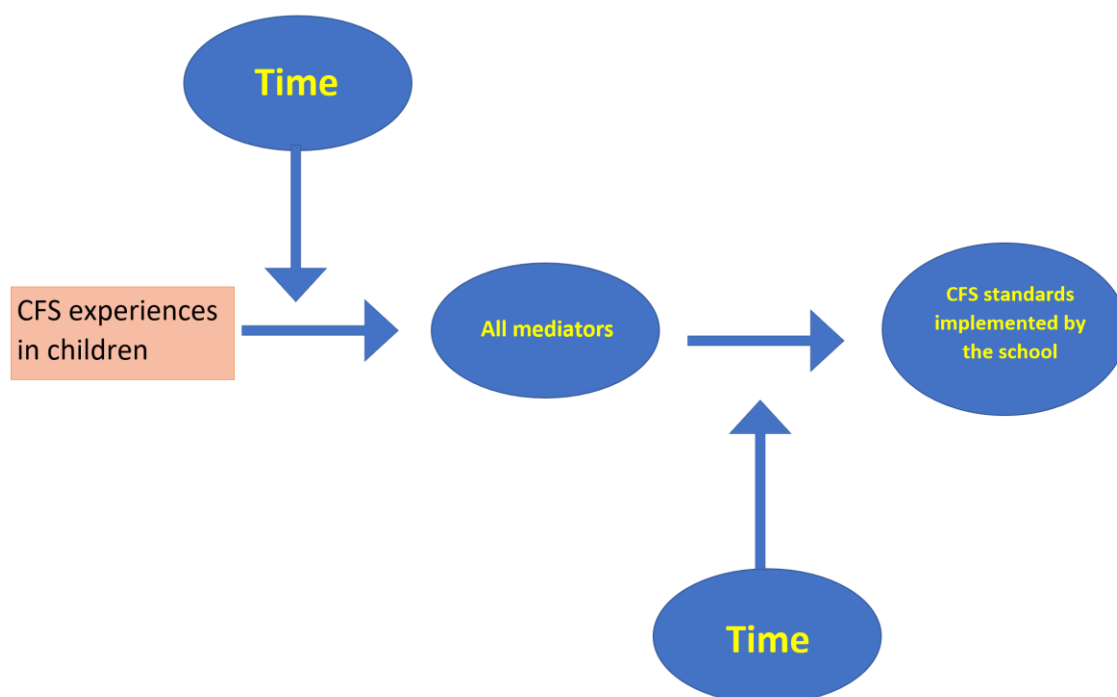 Time
CFS experiences
in children
All mediators
CFS standards
implemented by
the school
Time